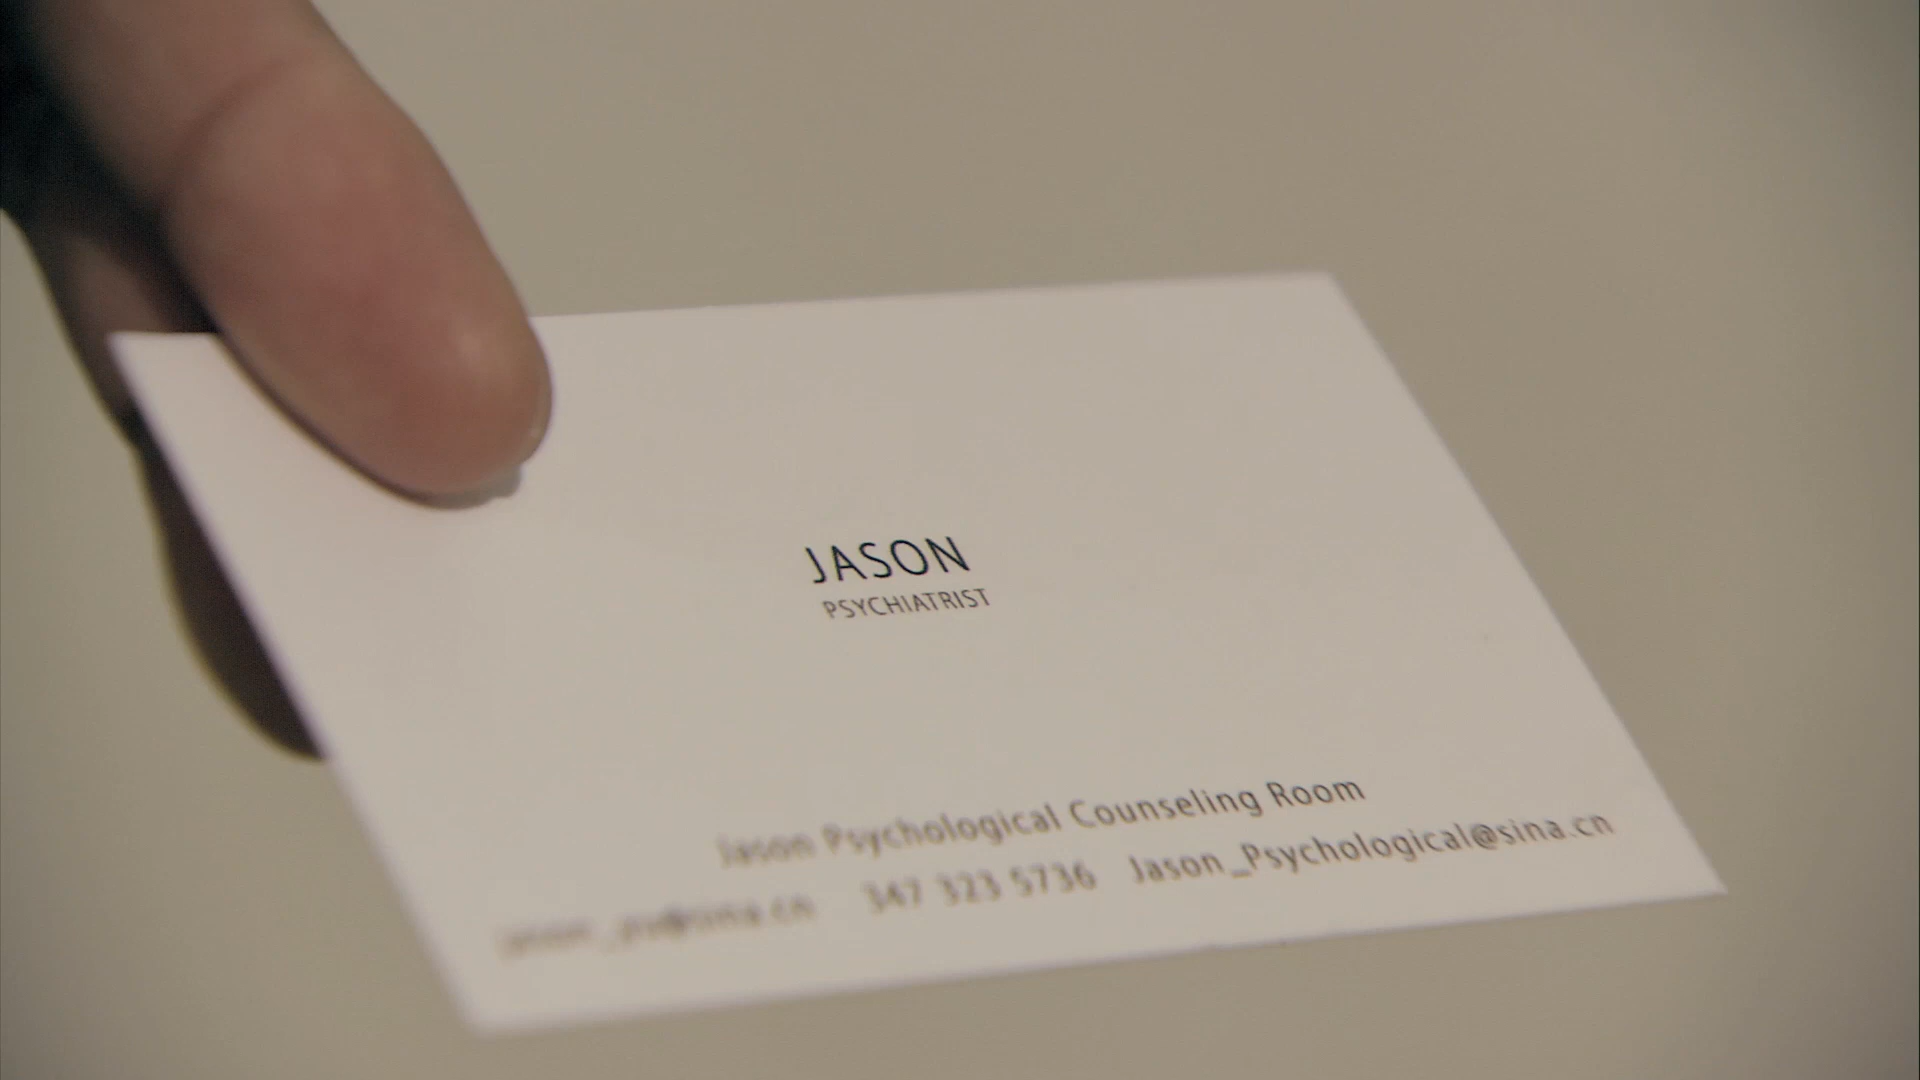 JASON
PSYCHIATRIST
Jason Psychological Counseling Room
347 323 5736 Jason_Psychological@sina.cn